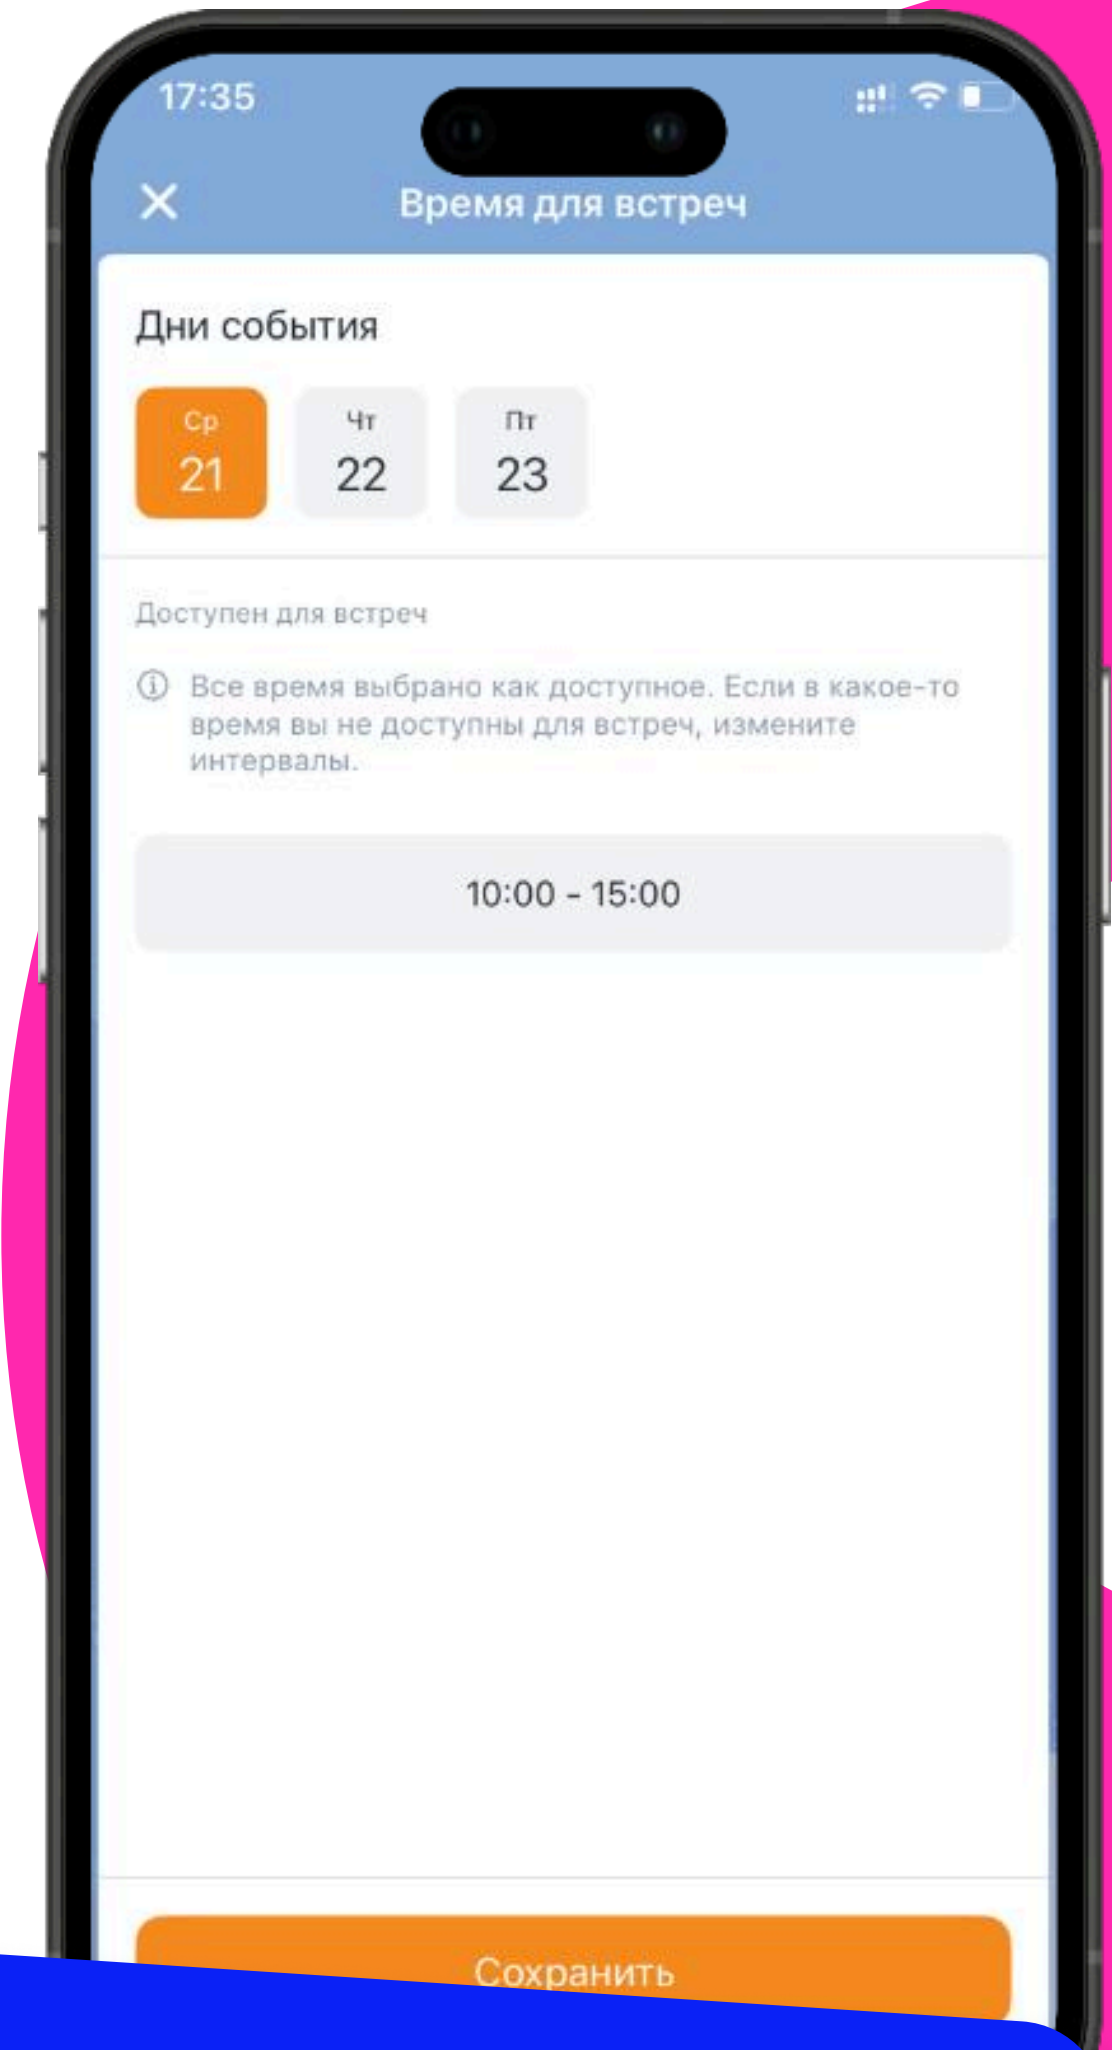 17:35
Время для встреч
Дни события
Ср
21
Чт
22
Пт
23
Доступен для встреч
Все время выбрано как доступное. Если в какое-то
время вы не доступны для встреч, измените
интервалы.
10:00 - 15:00
Сохранить